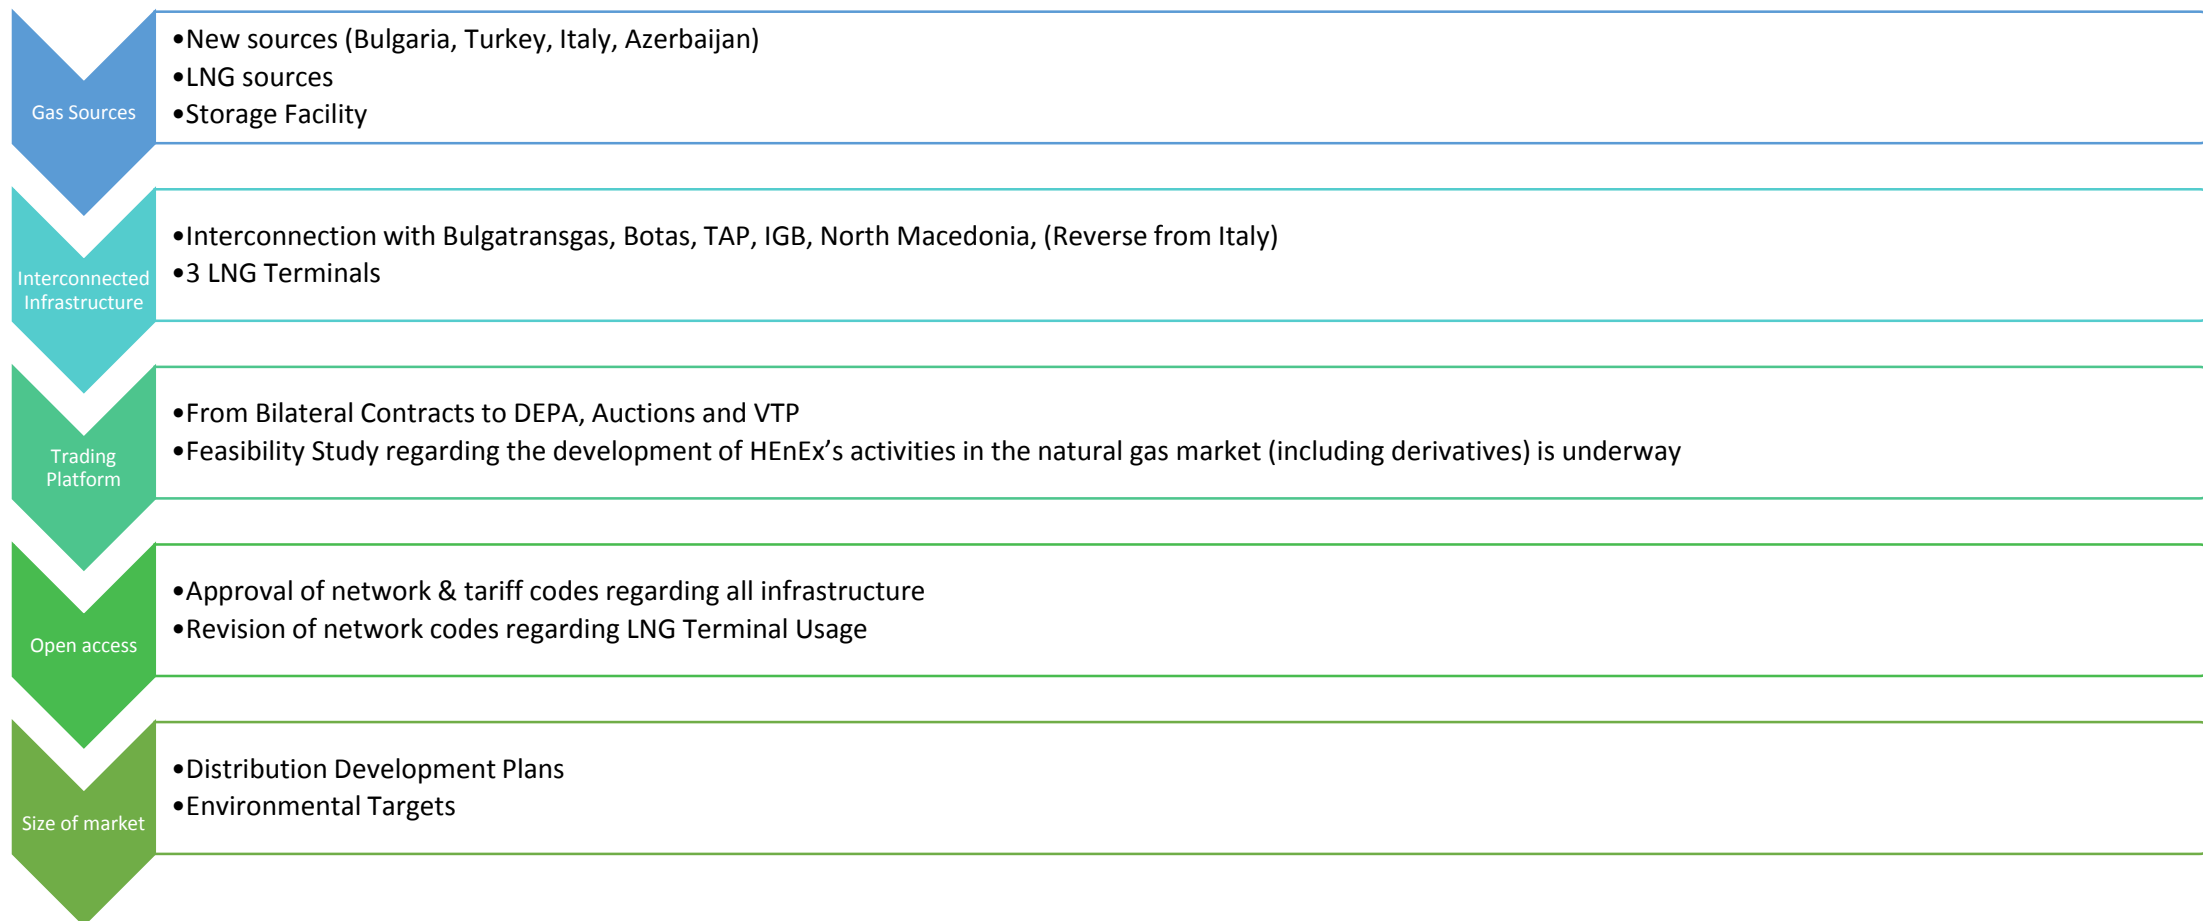 Gas Sources
•New sources (Bulgaria, Turkey, Italy, Azerbaijan)
•LNG sources
•Storage Facility
Interconnected
Infrastructure
•Interconnection with Bulgatransgas, Botas, TAP, IGB, North Macedonia, (Reverse from Italy)
•3 LNG Terminals
Trading
Platform
•From Bilateral Contracts to DEPA, Auctions and VTP
•Feasibility Study regarding the development of HEnEx’s activities in the natural gas market (including derivatives) is underway
Open access
•Approval of network & tariff codes regarding all infrastructure
•Revision of network codes regarding LNG Terminal Usage
Size of market
•Distribution Development Plans
•Environmental Targets